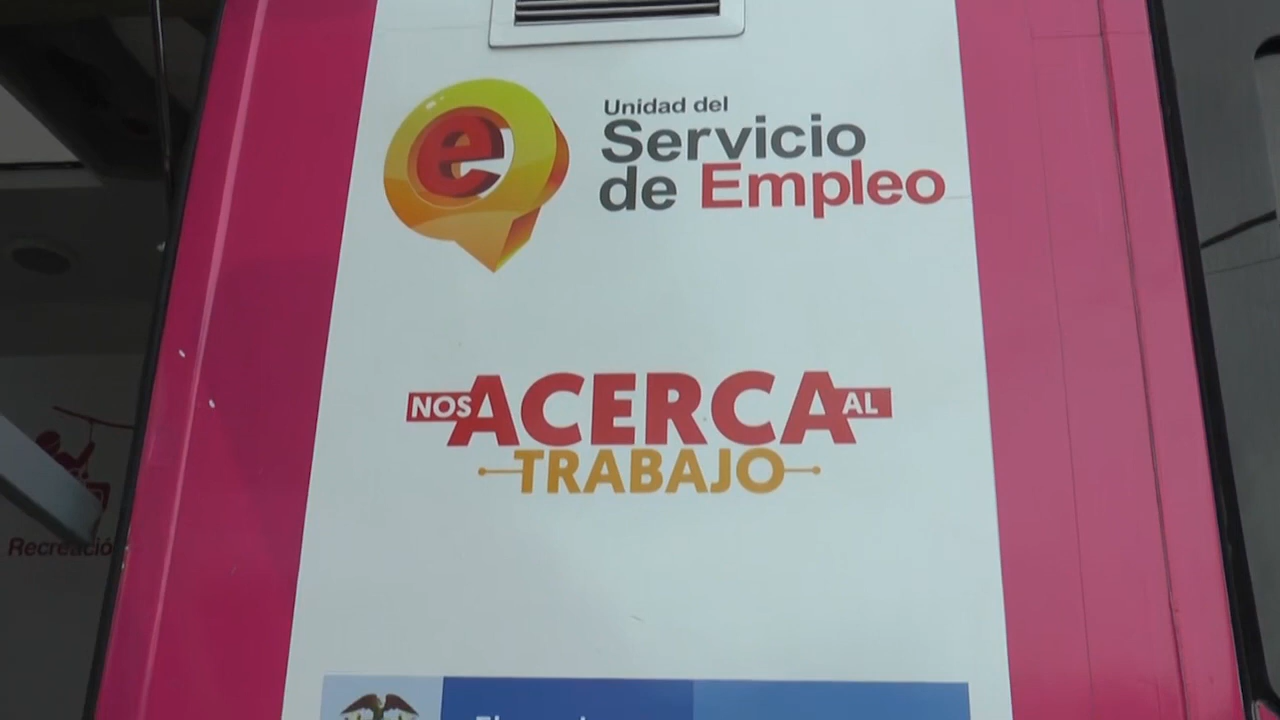 e
Unidad del
Servicio
de Empleo
NOS ACERCA AL
TRABAJO
Recreació